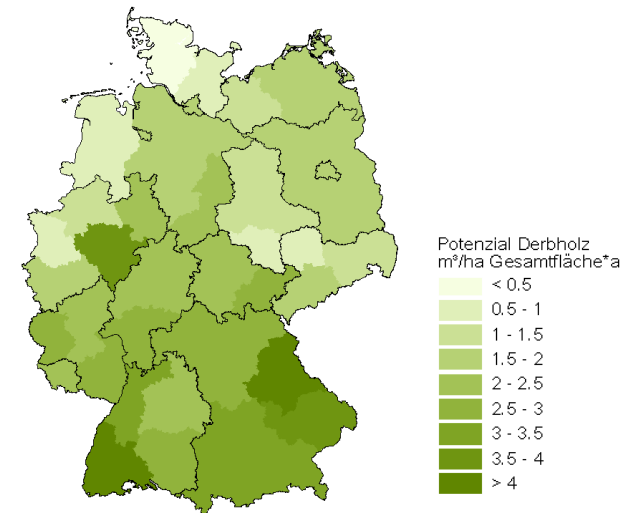 Potenzial Derbholz
m³/ha Gesamtfläche*a
< 0.5
0.5 - 1
1 - 1.5
1.5 - 2
2 - 2.5
2.5 - 3
3 - 3.5
3.5 - 4
> 4